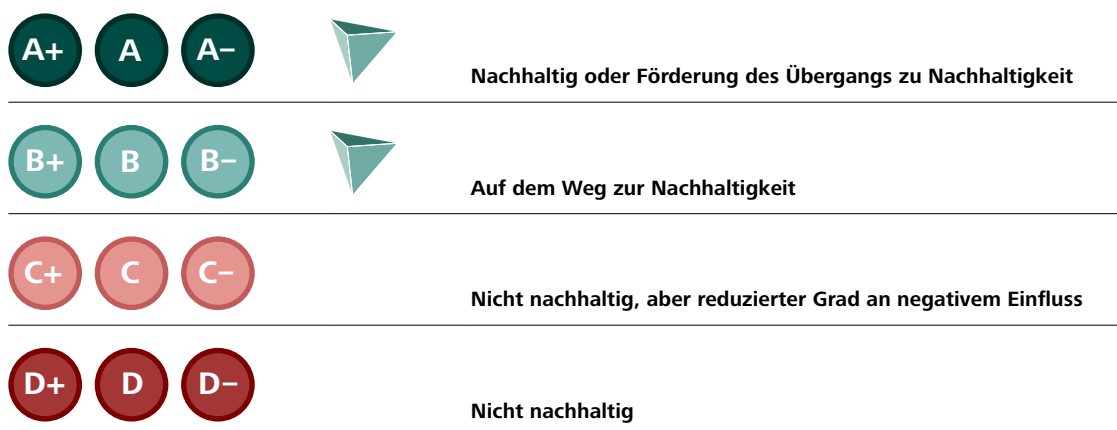 A+ A A–
Nachhaltig oder Förderung des Übergangs zu Nachhaltigkeit
B+ B B–
Auf dem Weg zur Nachhaltigkeit
C+ C C–
Nicht nachhaltig, aber reduzierter Grad an negativem Einfluss
D+ D D–
Nicht nachhaltig